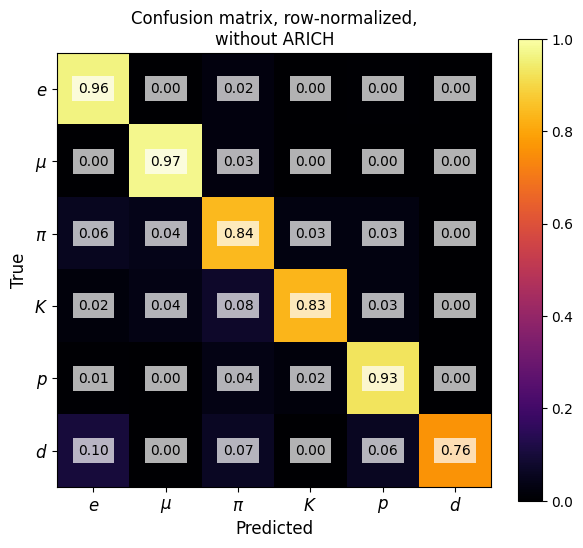 Confusion matrix, row-normalized,
without ARICH
True
e 0.96 0.00 0.02 0.00 0.00 0.00
μ 0.00 0.97 0.03 0.00 0.00 0.00
π 0.06 0.04 0.84 0.03 0.03 0.00
K 0.02 0.04 0.08 0.83 0.03 0.00
p 0.01 0.00 0.04 0.02 0.93 0.00
d 0.10 0.00 0.07 0.00 0.06 0.76
e μ π K p d
Predicted
1.0
0.8
0.6
0.4
0.2
0.0